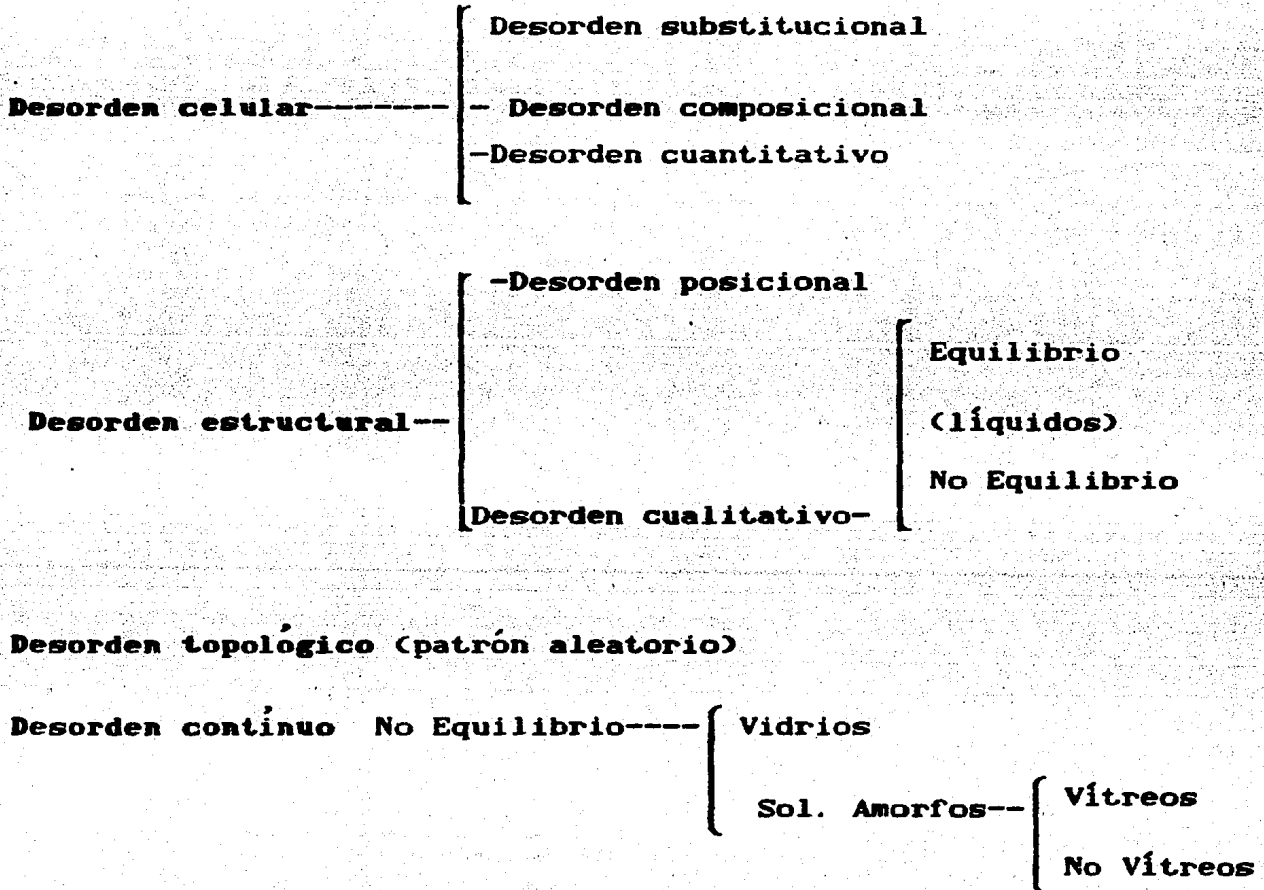 Desorden substitucional
Desorden celular-------- - Desorden composicional
-Desorden cuantitativo
-Desorden posicional
Equilibrio
Desorden estructural-- (líquidos)
No Equilibrio
Desorden cualitativo-
Desorden topológico (patrón aleatorio)
Desorden contínuo No Equilibrio---- Vidrios
Sol. Amorfos-- Vítreos
No Vítreos